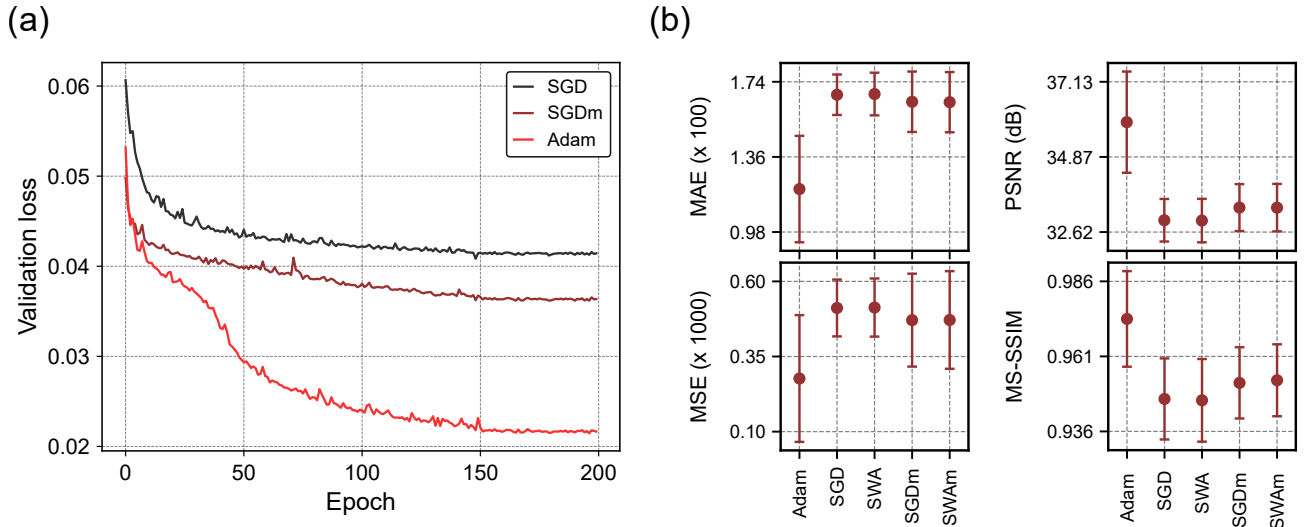 (a)
Validation loss
0.06
0.05
0.04
0.03
0.02
SGD
SGDm
Adam
0
50
100
150
200
Epoch
(b)
MAE (x 100)
1.74
1.36
0.98
PSNR (dB)
37.13
34.87
32.62
MSE (x 1000)
0.60
0.35
0.10
MS-SSIM
0.986
0.961
0.936
Adam
SGD
SWA
SGDm
SWAm
Adam
SGD
SWA
SGDm
SWAm